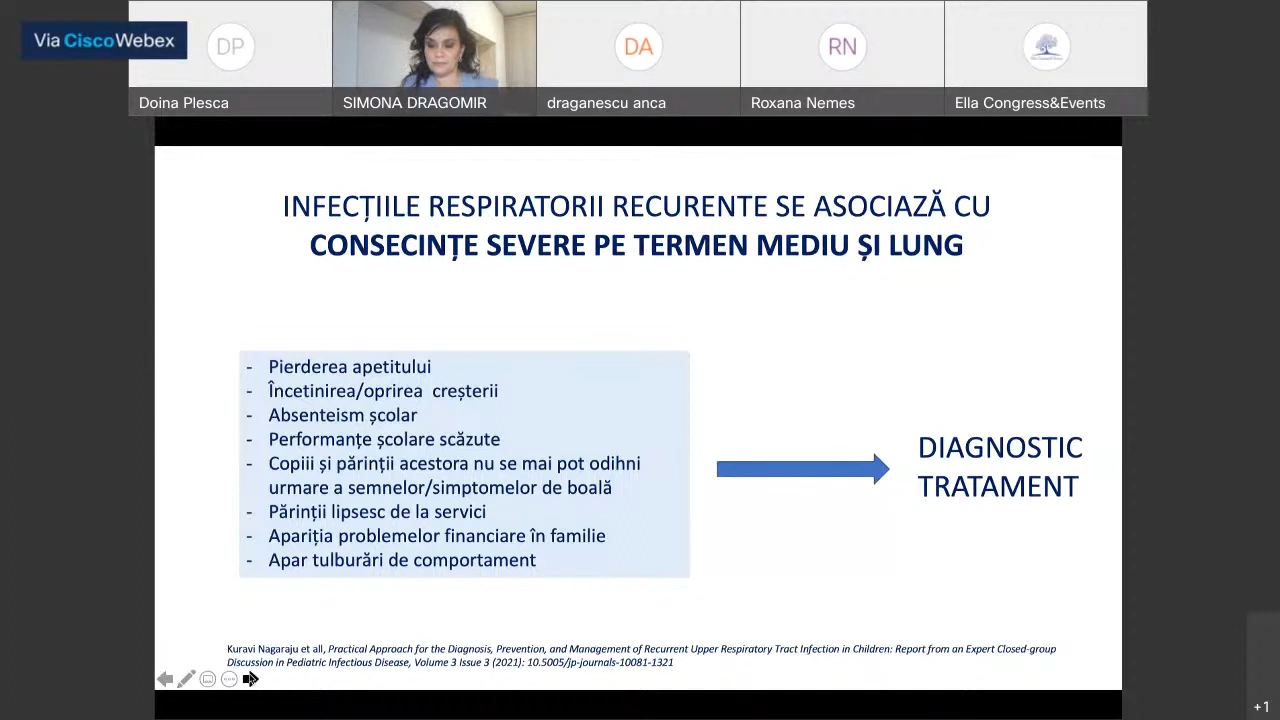 Via CiscoWebex
DP
DA
RN
Doina Plesca
SIMONA DRAGOMIR
draganescu anca
Roxana Nemes
Ella Congress&Events
INFECȚIILE RESPIRATORII RECURENTE SE ASOCIAZĂ CU
CONSECINȚE SEVERE PE TERMEN MEDIU ȘI LUNG
- Pierderea apetitului
- Încetinirea/oprirea creșterii
- Absenteism școlar
- Performanțe școlare scăzute
- Copiii și părinții acestora nu se mai pot odihni
urmare a semnelor/simptomelor de boală
- Părinții lipsesc de la servici
- Apariția problemelor financiare în familie
- Apar tulburări de comportament
DIAGNOSTIC
TRATAMENT
Kuravi Nagaraju et all, Practical Approach for the Diagnosis, Prevention, and Management of Recurrent Upper Respiratory Tract Infection in Children: Report from an Expert Closed-group
Discussion in Pediatric Infectious Disease, Volume 3 Issue 3 (2021): 10.5005/jp-journals-10081-1321
+1